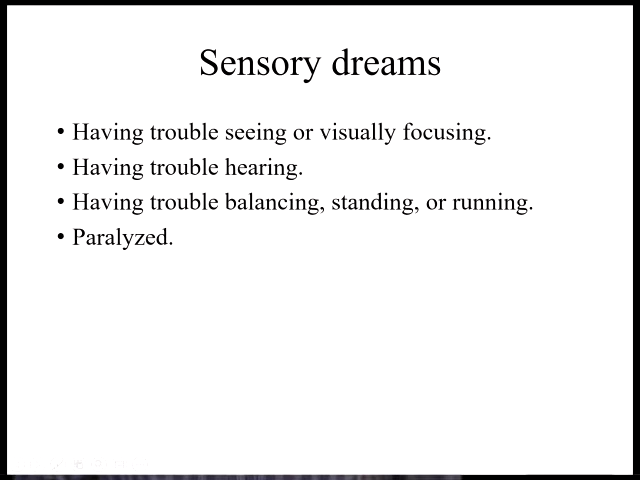 Sensory dreams
• Having trouble seeing or visually focusing.
• Having trouble hearing.
• Having trouble balancing, standing, or running.
• Paralyzed.